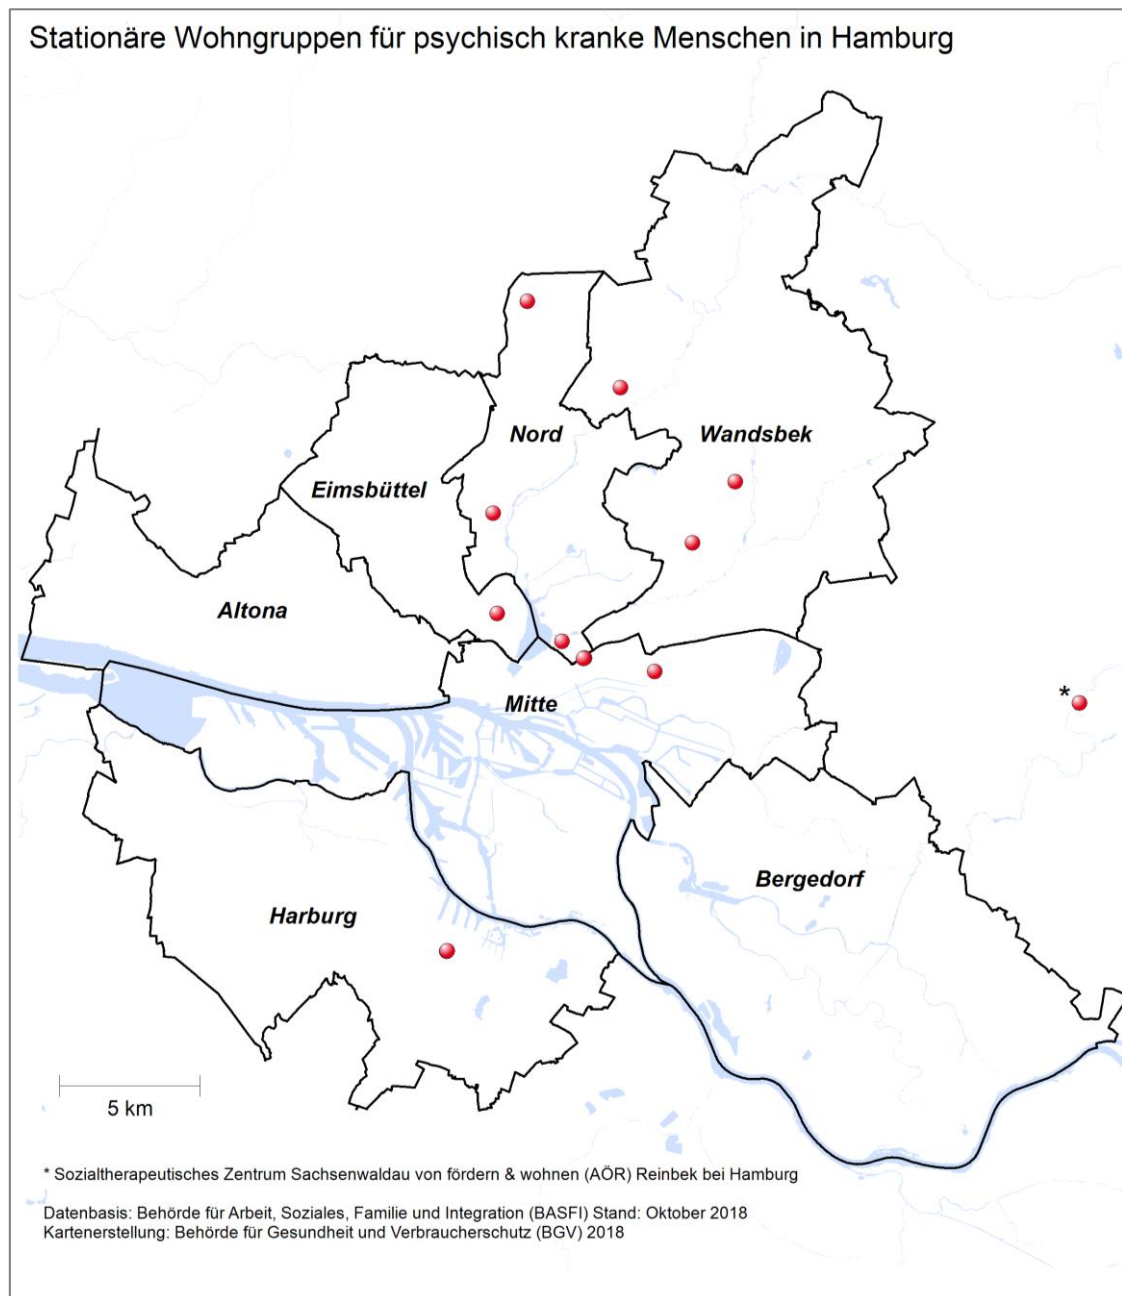 Stationäre Wohngruppen für psychisch kranke Menschen in Hamburg
Nord
Wandsbek
Eimsbüttel
Altona
*
Mitte
Bergedorf
Harburg
5 km
* Sozialtherapeutisches Zentrum Sachsenwaldau von fördern & wohnen (AÖR) Reinbek bei Hamburg
Datenbasis: Behörde für Arbeit, Soziales, Familie und Integration (BASFI) Stand: Oktober 2018
Kartenerstellung: Behörde für Gesundheit und Verbraucherschutz (BGV) 2018